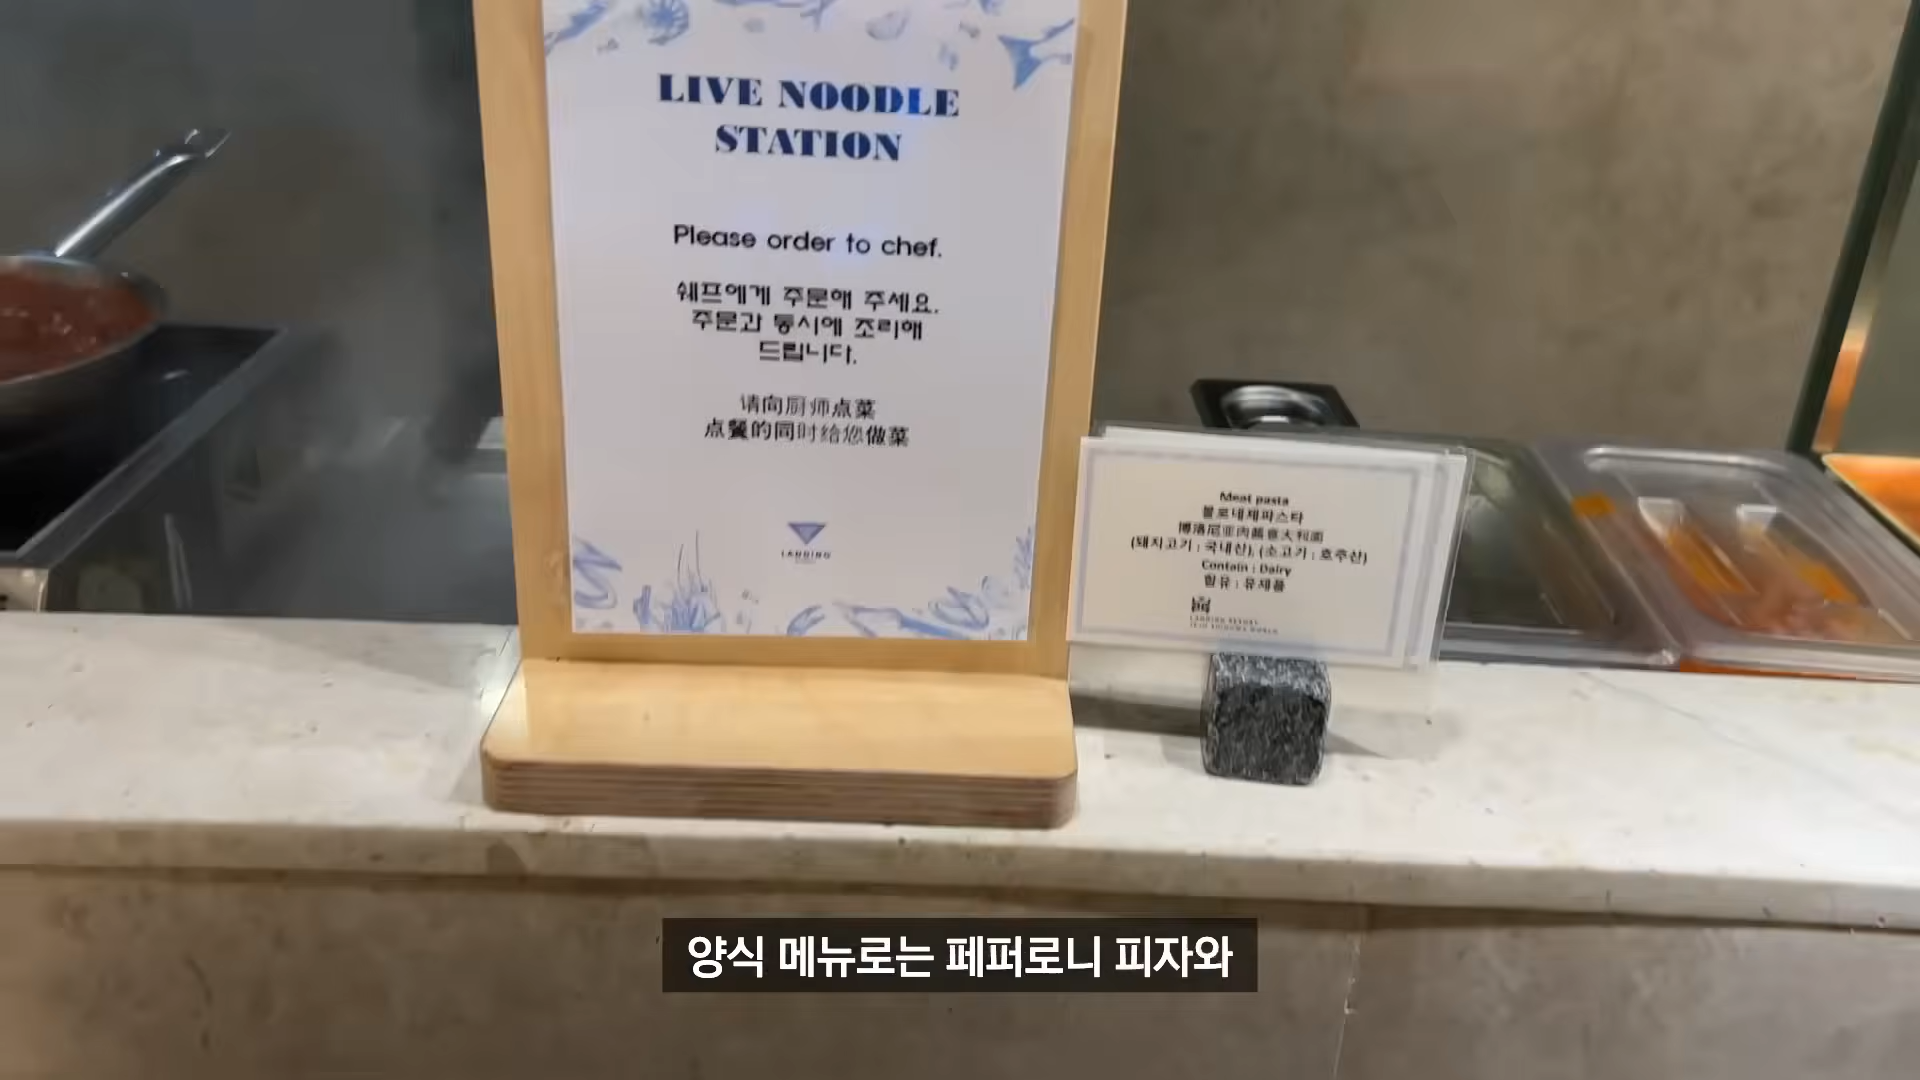 LIVE NOODLE
STATION
Please order to chef.
쉐프에게 주문해 주세요.
주문과 동시에 조리해
드립니다.
请向厨师点菜
点餐的同时给您做菜
LANDING
Meat pasta
볼로네제파스타
博洛尼亚肉酱意大利面
(돼지고기 : 국내산), (소고기 : 호주산)
Contain : Dairy
함유 : 유제품
LANDING RESORT
JEJU SHINHWA WORLD
양식 메뉴로는 페퍼로니 피자와